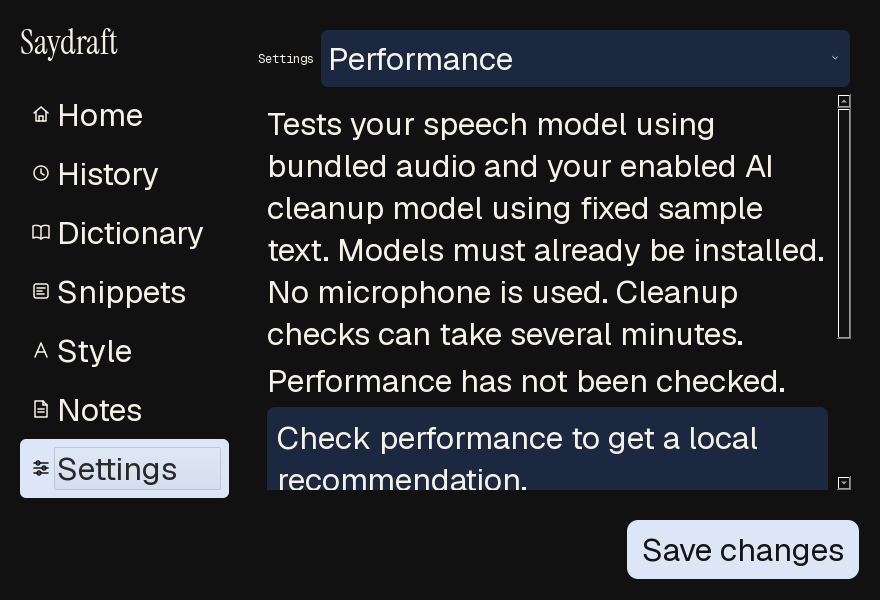 Saydraft
Home
History
Dictionary
Snippets
Style
Notes
Settings
Settings
Performance
Tests your speech model using
bundled audio and your enabled AI
cleanup model using fixed sample
text. Models must already be installed.
No microphone is used. Cleanup
checks can take several minutes.
Performance has not been checked.
Check performance to get a local
recommendation.
Save changes